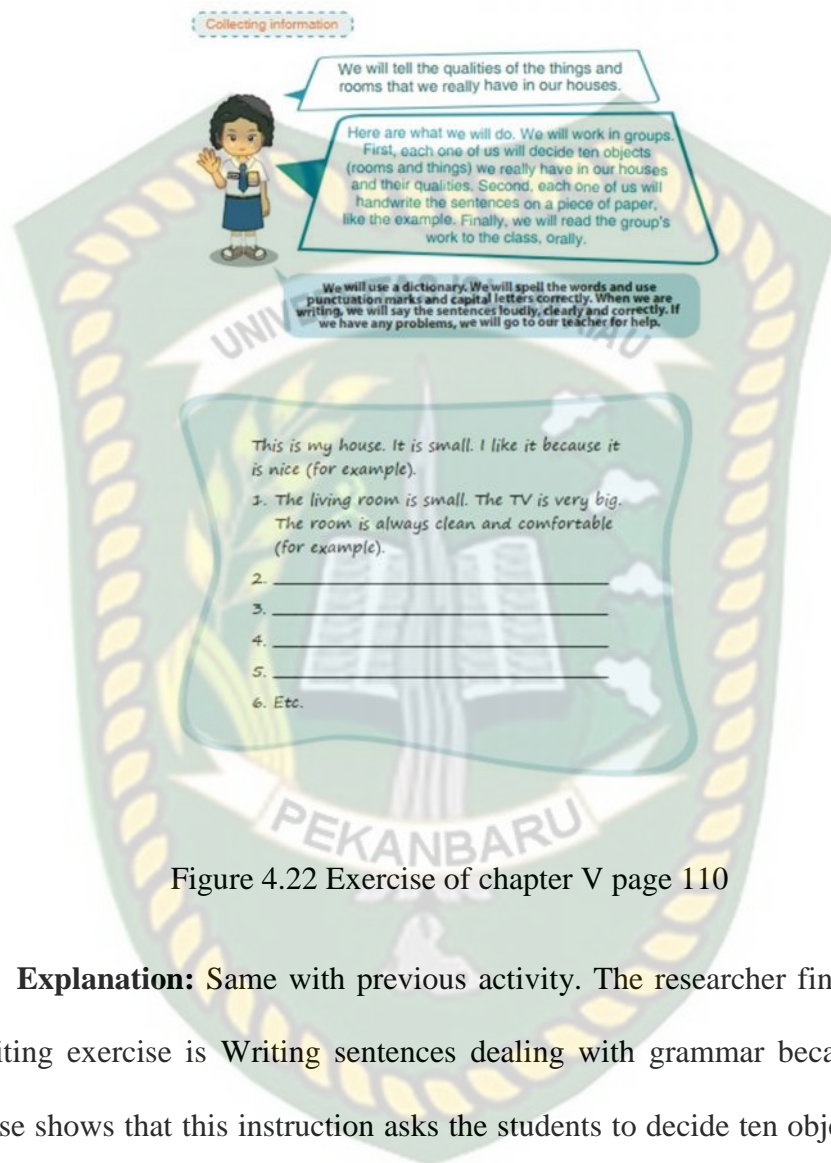 Collecting information
We will tell the qualities of the things and
rooms that we really have in our houses.
Here are what we will do. We will work in groups.
First, each one of us will decide ten objects
(rooms and things) we really have in our houses
and their qualities. Second, each one of us will
handwrite the sentences on a piece of paper,
like the example. Finally, we will read the group's
work to the class, orally.
We will use a dictionary. We will spell the words and use
punctuation marks and capital letters correctly. When we are
writing, we will say the sentences loudly, clearly and correctly. If
we have any problems, we will go to our teacher for help.
This is my house. It is small. I like it because it
is nice (for example).
1. The living room is small. The TV is very big.
The room is always clean and comfortable
(for example).
2.
3.
4.
5.
6. Etc.
PEKANBARU
Figure 4.22 Exercise of chapter V page 110
Explanation: Same with previous activity. The researcher fin
iting exercise is Writing sentences dealing with grammar beca
se shows that this instruction asks the students to decide ten obj